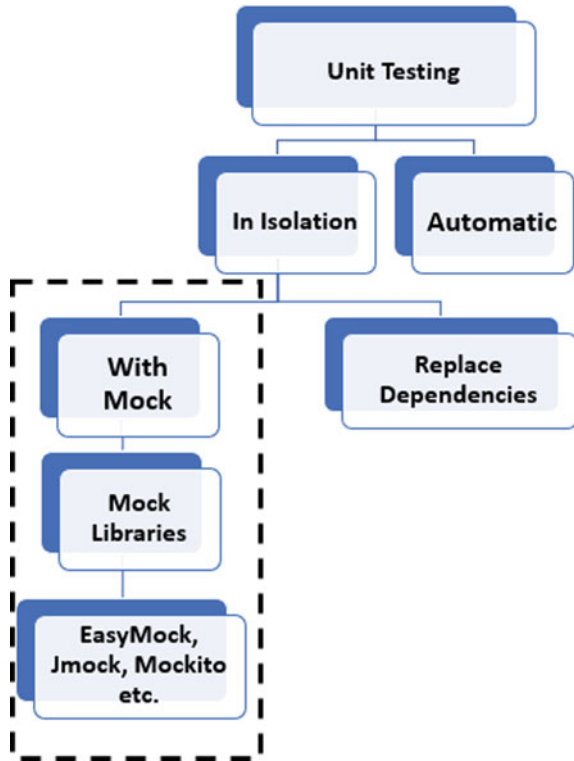 Unit Testing
In Isolation
Automatic
With
Mock
Replace
Dependencies
Mock
Libraries
EasyMock,
Jmock, Mockito
etc.